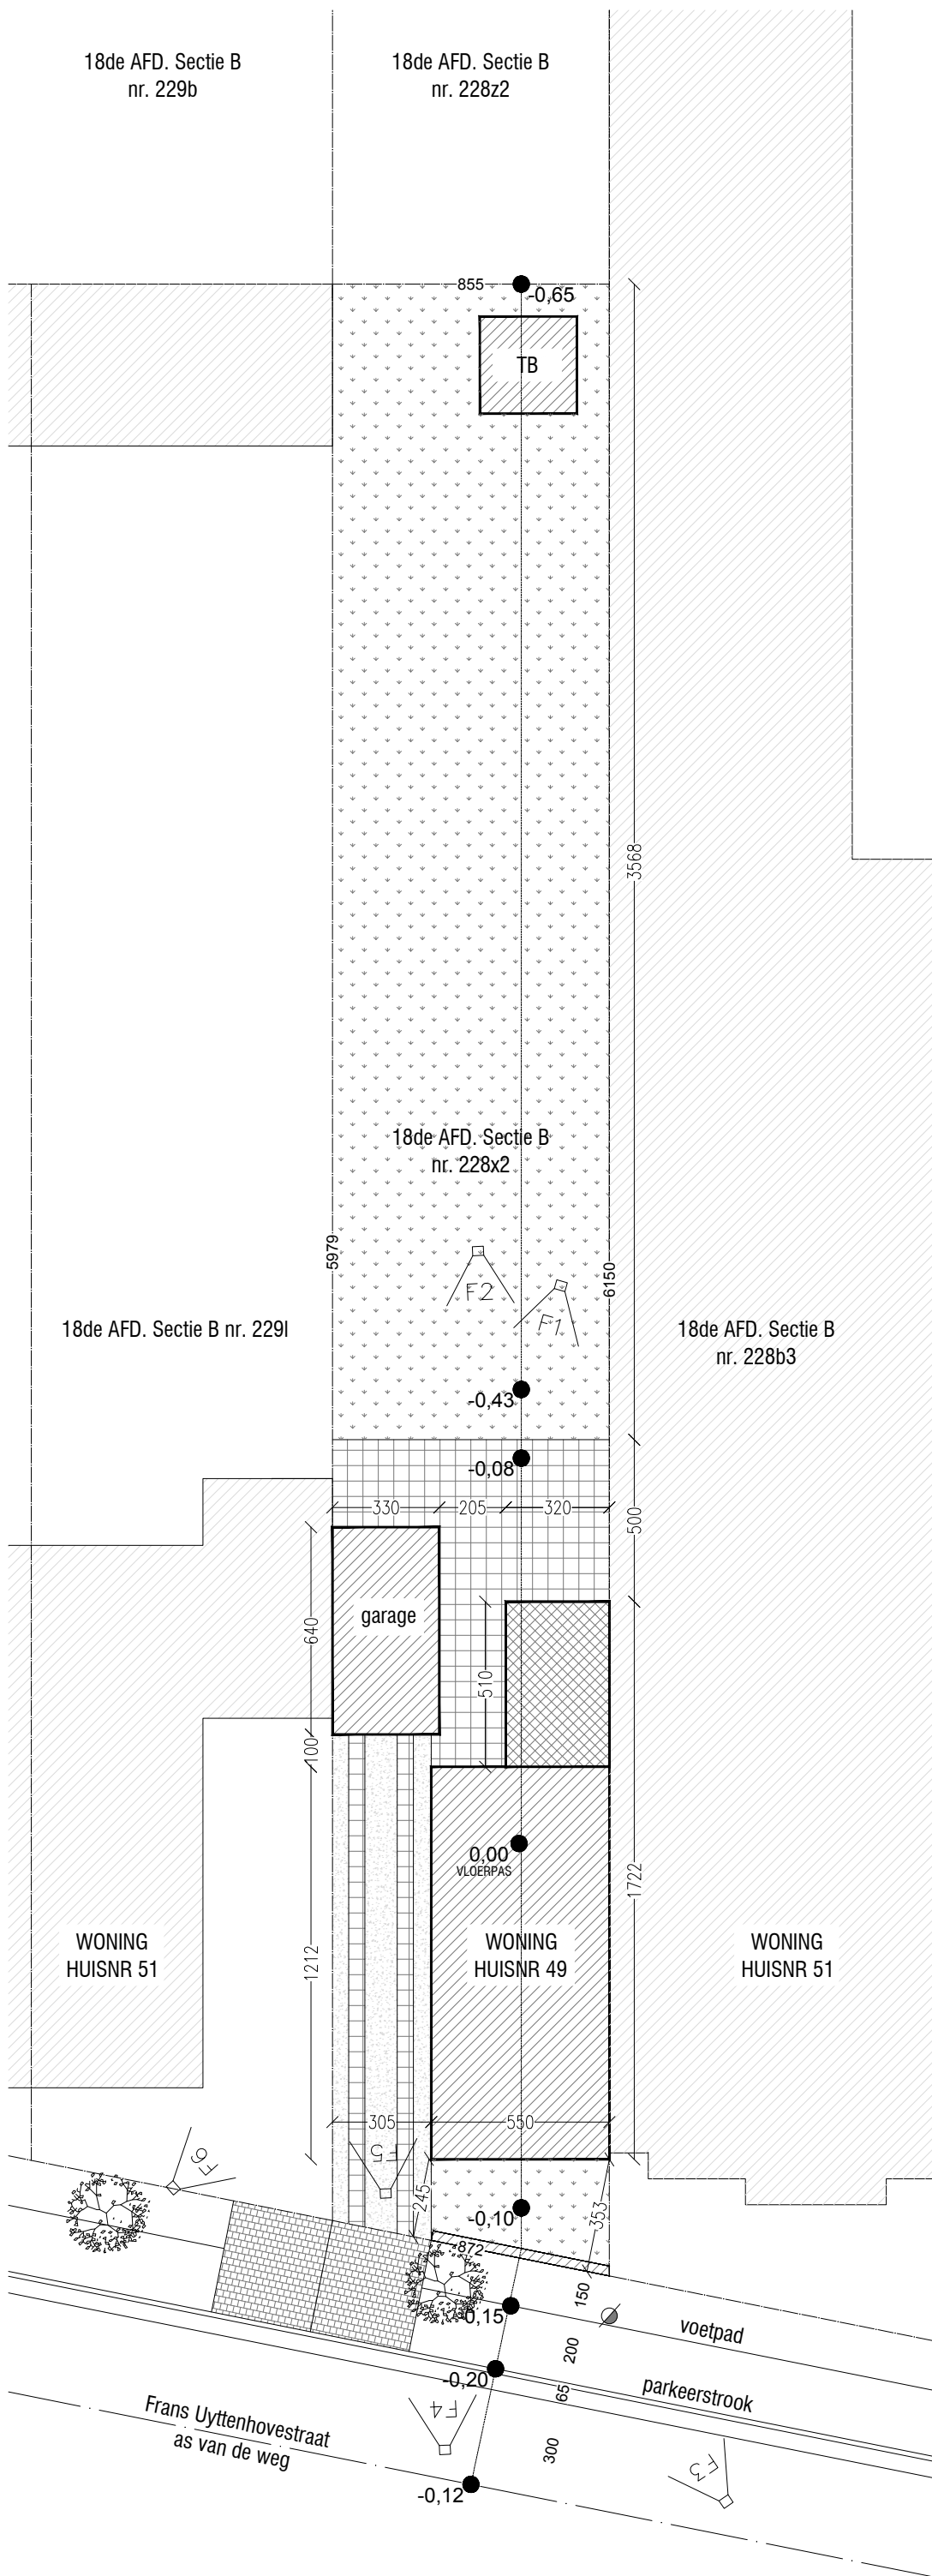 18de AFD. Sectie B
nr. 229b
18de AFD. Sectie B
nr. 228z2
855
-0,65
TB
3568
18de AFD. Sectie B
nr. 228x2
5979
6150
F2
F1
18de AFD. Sectie B nr. 229l
18de AFD. Sectie B
nr. 228b3
-0,43
-0,08
330
205
320
500
garage
640
510
100
0,00
VLOERPAS
1722
1212
WONING
HUISNR 51
WONING
HUISNR 49
WONING
HUISNR 51
305
550
F5
F6
245
-0,10
353
872
150
-0,15
voetpad
200
-0,20
65
parkeerstrook
F4
Frans Uyttenhovestraat
as van de weg
300
F3
-0,12